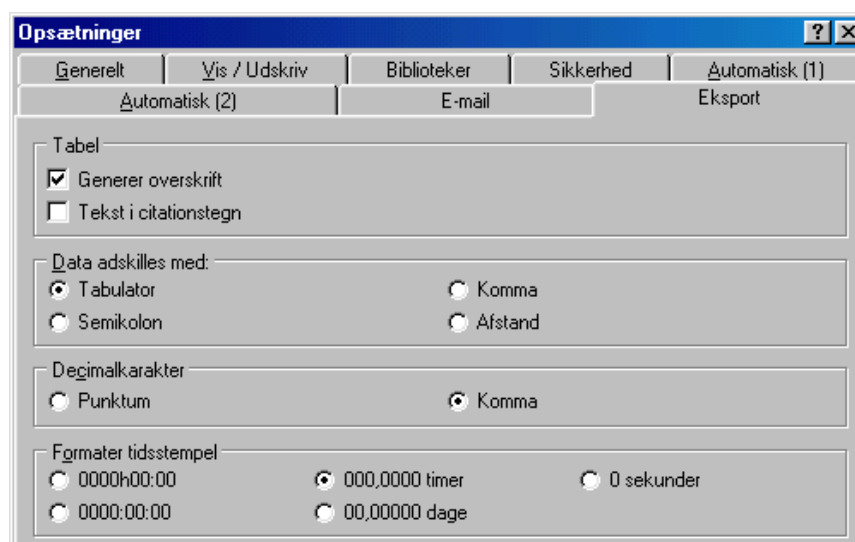 Opsætninger
Generelt Vis / Udskriv Biblioteker Sikkerhed Automatisk (1)
Automatisk (2) E-mail Eksport
Tabel
Generer overskrift
Tekst i citationstegn
Data adskilles med:
Tabulator Komma
Semikolon Afstand
Decimalkarakter
Punktum Komma
Formater tidsstempel
0000h00:00 000,0000 timer 0 sekunder
0000:00:00 00,00000 dage